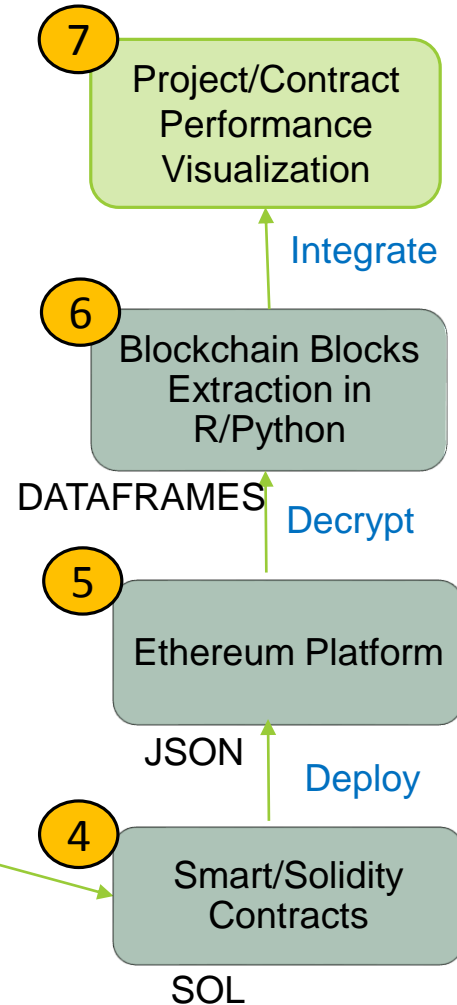 7
Project/Contract
Performance
Visualization
Integrate
6
Blockchain Blocks
Extraction in
R/Python
DATAFRAMES
Decrypt
5
Ethereum Platform
JSON
Deploy
4
Smart/Solidity
Contracts
SOL